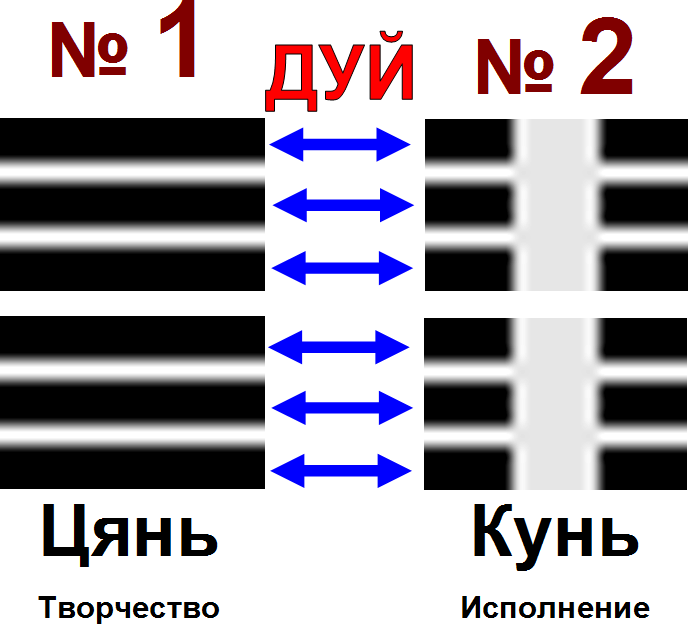 № 1
ДУЙ
№ 2
Цянь
Кунь
Творчество
Исполнение